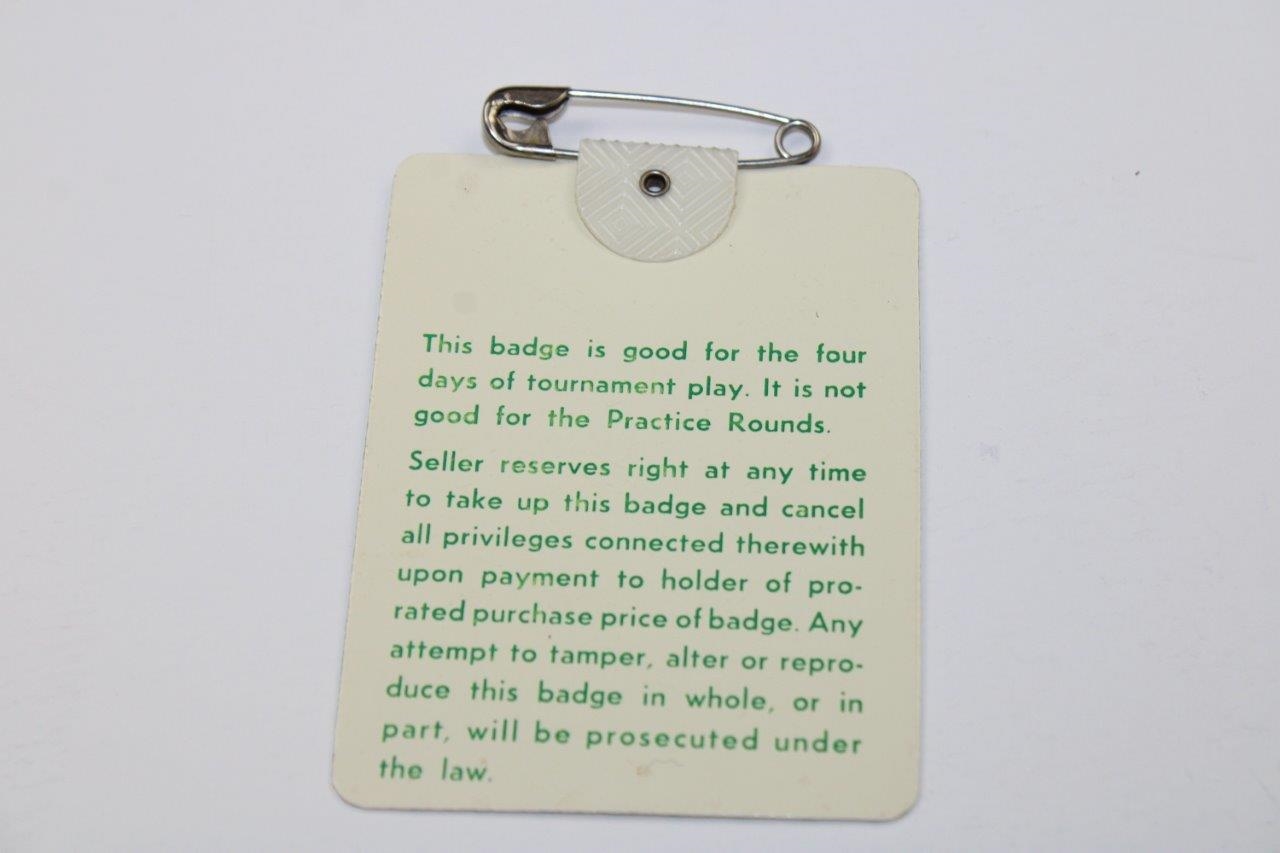 This badge is good for the four
days of tournament play. It is not
good for the Practice Rounds.
Seller reserves right at any time
to take up this badge and cancel
all privileges connected therewith
upon payment to holder of pro-
rated purchase price of badge. Any
attempt to tamper, alter or repro-
duce this badge in whole, or in
part, will be prosecuted under
the law.